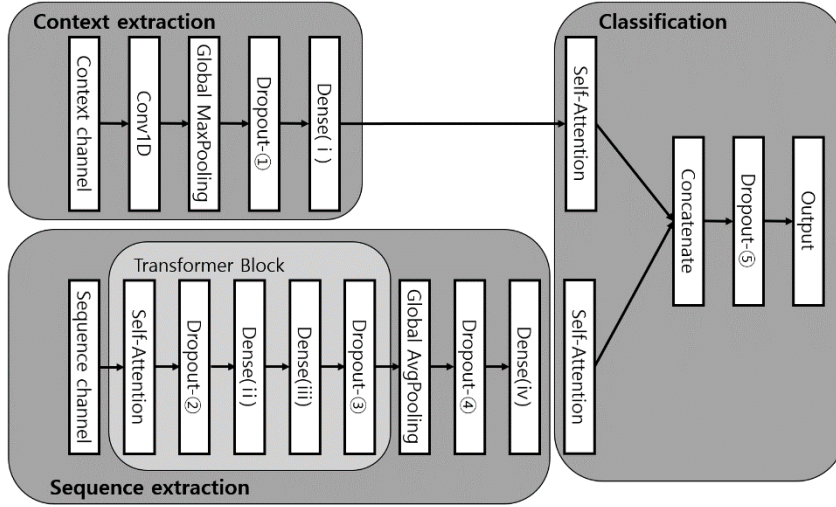 Context extraction
Context channel
Conv1D
Global MaxPooling
Dropout-①
Dense( i )
Classification
Self-Attention
Self-Attention
Concatenate
Dropout-⑤
Output
Transformer Block
Sequence channel
Self-Attention
Dropout-②
Dense(ii)
Dense(iii)
Dropout-③
Global AvgPooling
Dropout-④
Dense(iv)
Sequence extraction